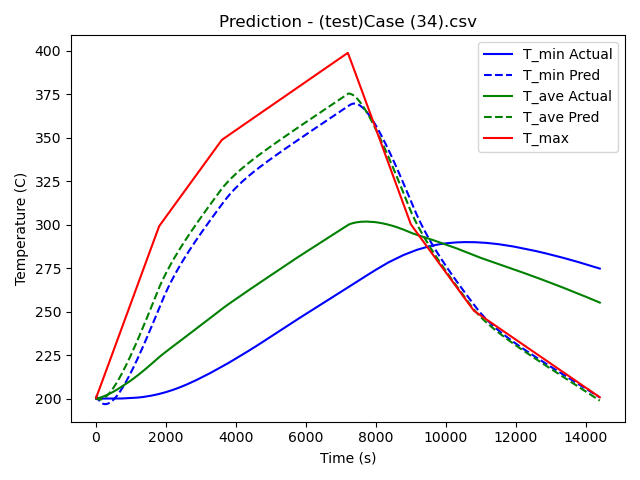 Prediction - (test)Case (34).csv
T_min Actual
T_min Pred
T_ave Actual
T_ave Pred
T_max
Temperature (C)
400
375
350
325
300
275
250
225
200
0 2000 4000 6000 8000 10000 12000 14000
Time (s)